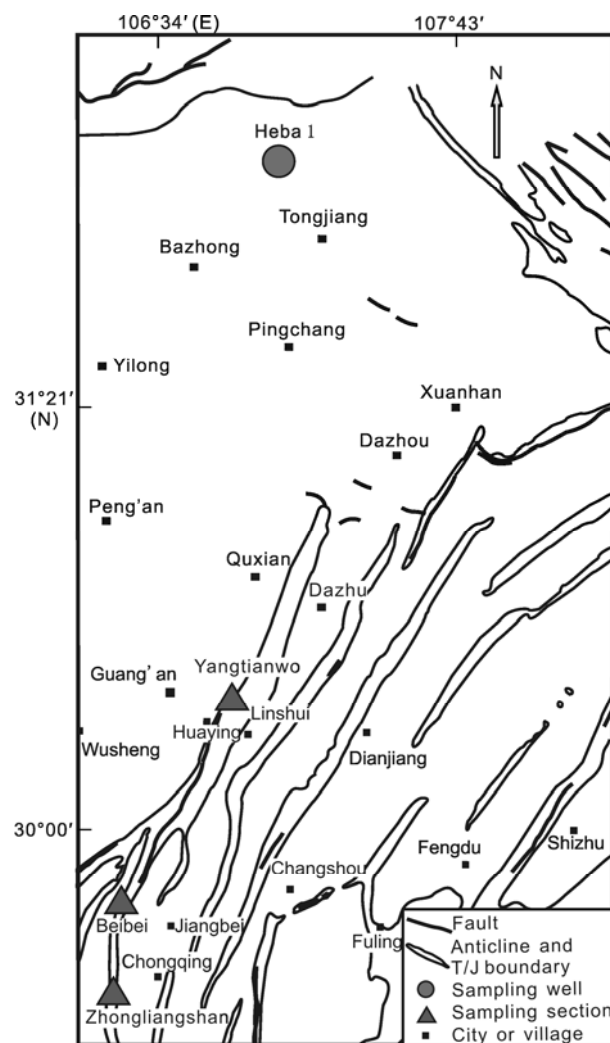 106°34′ (E)
107°43′
N
Heba 1
Tongjiang
Bazhong
Pingchang
Yilong
31°21′
(N)
Xuanhan
Dazhou
Peng'an
Quxian
Dazhu
Yangtianwo
Guang'an
Linshui
Huaying
Wusheng
Dianjiang
30°00′
Shizhu
Fengdu
Changshou
Beibei
Jiangbei
Fuling
Chongqing
Zhongliangshan
Fault
Anticline and
T/J boundary
Sampling well
Sampling section
City or village